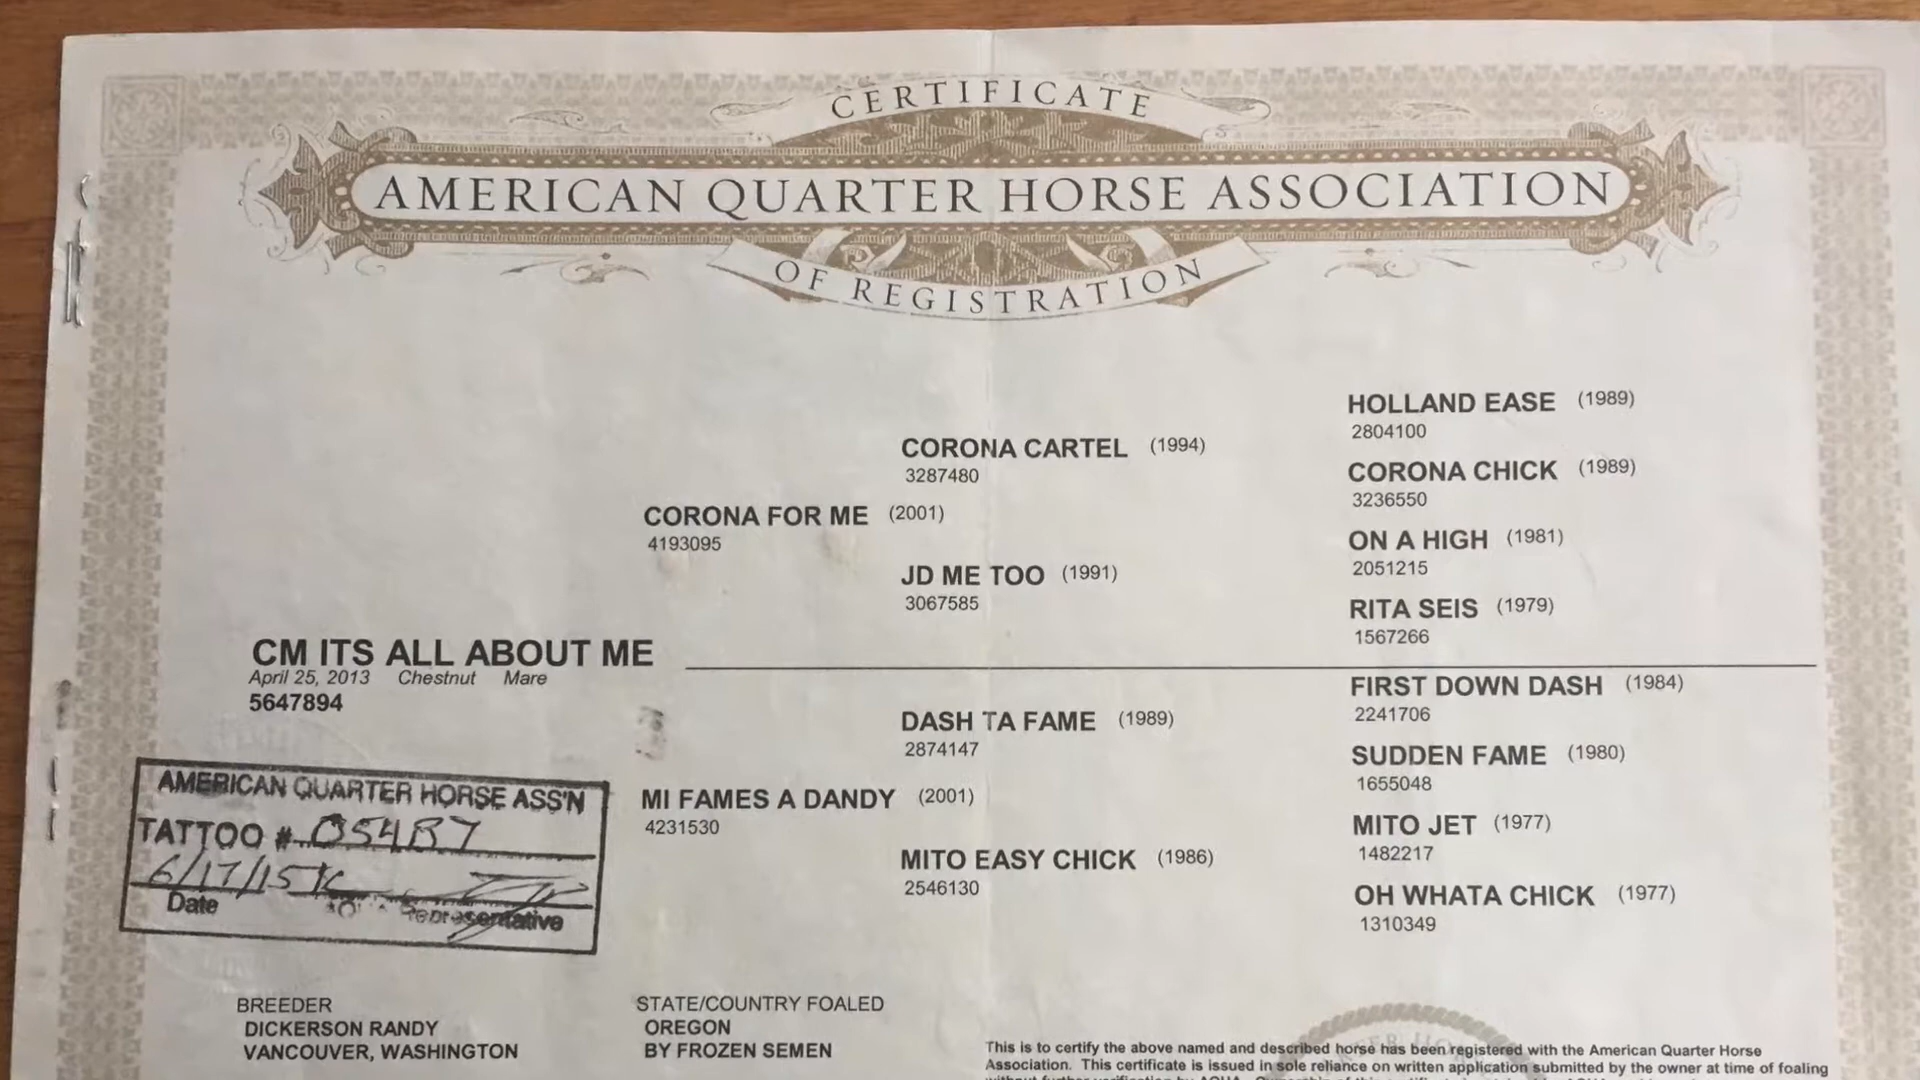 CERTIFICATE
AMERICAN QUARTER HORSE ASSOCIATION
OF REGISTRATION
HOLLAND EASE (1989)
2804100
CORONA CARTEL (1994)
3287480
CORONA CHICK (1989)
3236550
CORONA FOR ME (2001)
4193095
ON A HIGH (1981)
2051215
JD ME TOO (1991)
3067585
RITA SEIS (1979)
1567266
CM ITS ALL ABOUT ME
April 25, 2013 Chestnut Mare
5647894
FIRST DOWN DASH (1984)
2241706
DASH TA FAME (1989)
2874147
SUDDEN FAME (1980)
1655048
MI FAMES A DANDY (2001)
4231530
MITO JET (1977)
1482217
MITO EASY CHICK (1986)
2546130
OH WHATA CHICK (1977)
1310349
AMERICAN QUARTER HORSE ASS'N
TATTOO #
6/17/15
Date Representative
BREEDER
DICKERSON RANDY
VANCOUVER, WASHINGTON
STATE/COUNTRY FOALED
OREGON
BY FROZEN SEMEN
This is to certify the above named and described horse has been registered with the American Quarter Horse
Association. This certificate is issued in sole reliance on written application submitted by the owner at time of foaling